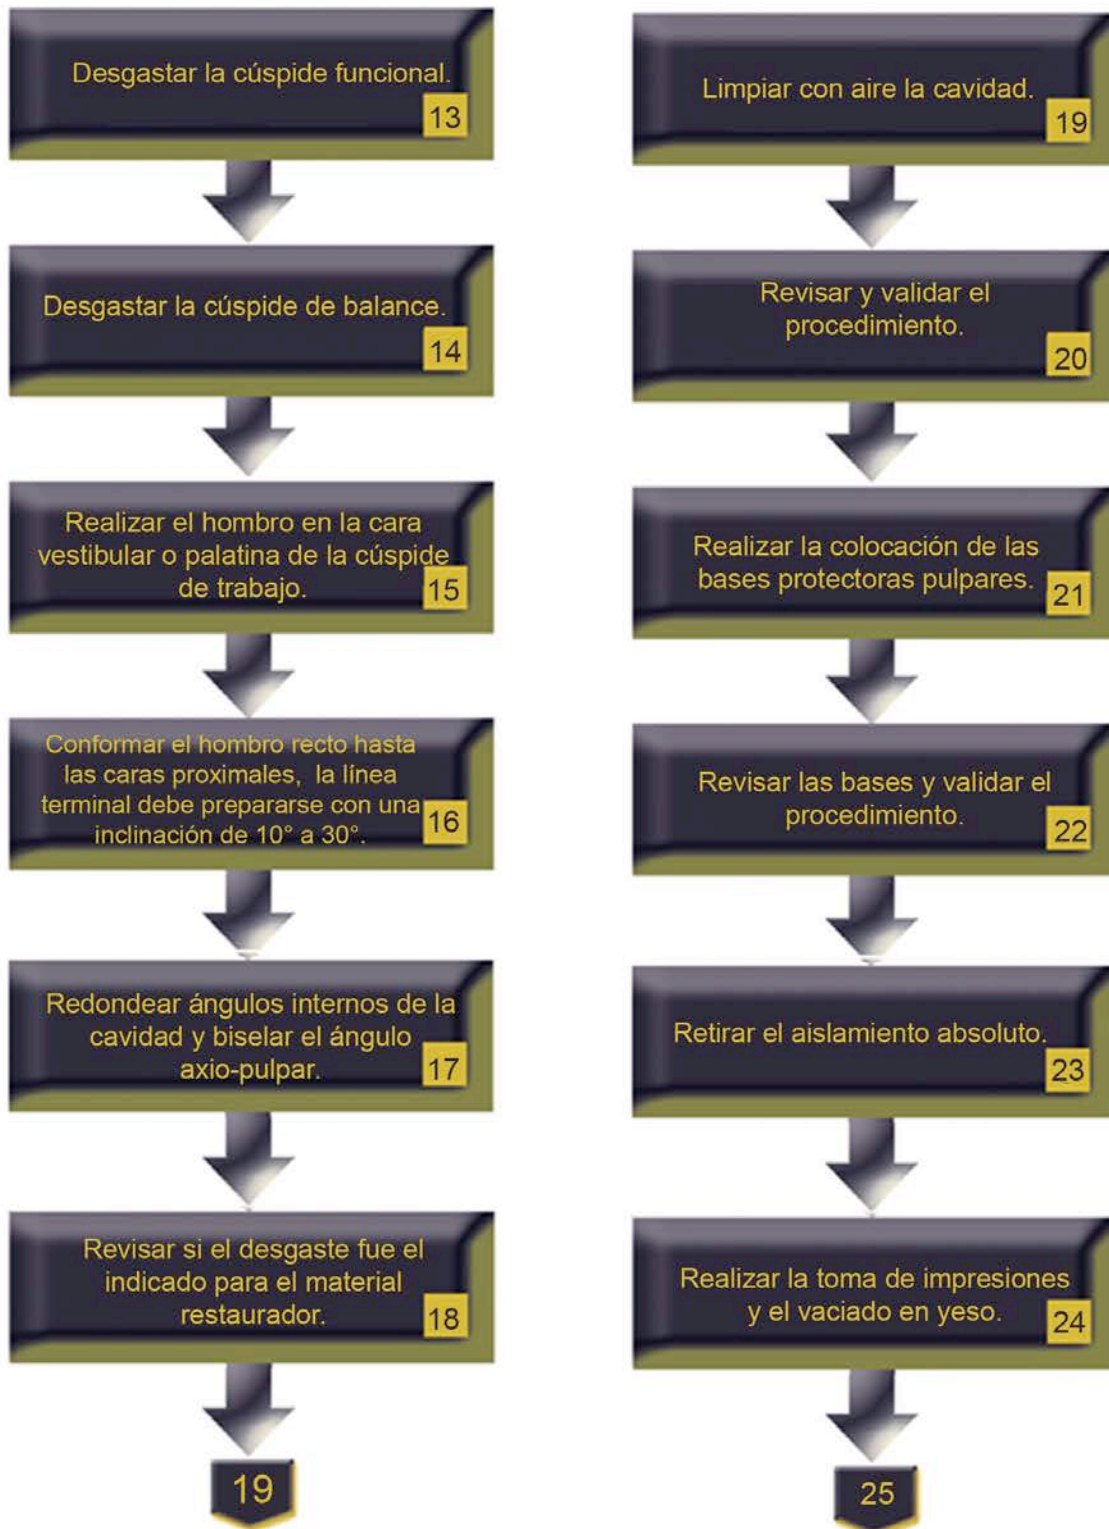 Desgastar la cúspide funcional.
13
Desgastar la cúspide de balance.
14
Realizar el hombro en la cara
vestibular o palatina de la cúspide
de trabajo.
15
Conformar el hombro recto hasta
las caras proximales, la línea
terminal debe prepararse con una
inclinación de 10° a 30°.
16
Redondear ángulos internos de la
cavidad y biselar el ángulo
axio-pulpar.
17
Revisar si el desgaste fue el
indicado para el material
restaurador.
18
19
Limpiar con aire la cavidad.
19
Revisar y validar el
procedimiento.
20
Realizar la colocación de las
bases protectoras pulpares.
21
Revisar las bases y validar el
procedimiento.
22
Retirar el aislamiento absoluto.
23
Realizar la toma de impresiones
y el vaciado en yeso.
24
25